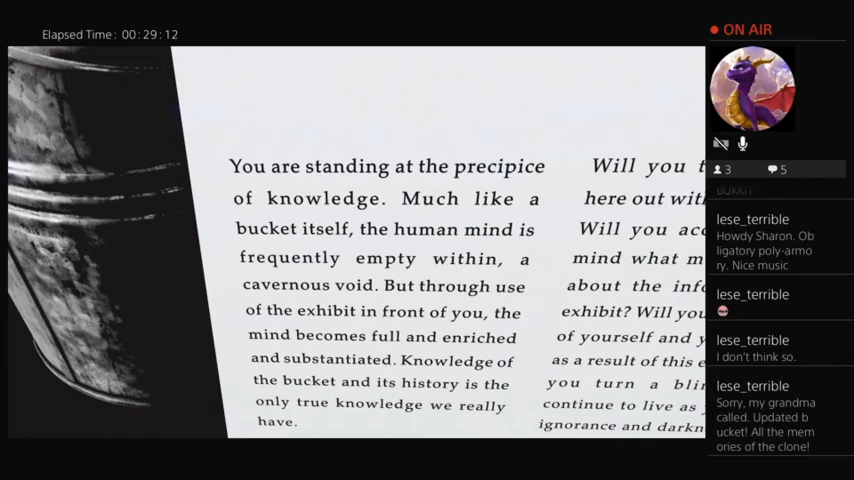 Elapsed Time: 00:29:12
ON AIR
3
5
You are standing at the precipice
of knowledge. Much like a
bucket itself, the human mind is
frequently empty within, a
cavernous void. But through use
of the exhibit in front of you, the
mind becomes full and enriched
and substantiated. Knowledge of
the bucket and its history is the
only true knowledge we really
have.
Will you
here out
Will you
mind what
about the
exhibit? Will you
of yourself and
as a result of this
you turn a
continue to live as
ignorance and
lese_terrible
Howdy Sharon. Ob
ligatory poly-armo
ry. Nice music
lese_terrible
lese_terrible
I don't think so.
lese_terrible
Sorry, my grandma
called. Updated b
ucket! All the mem
ories of the clone!